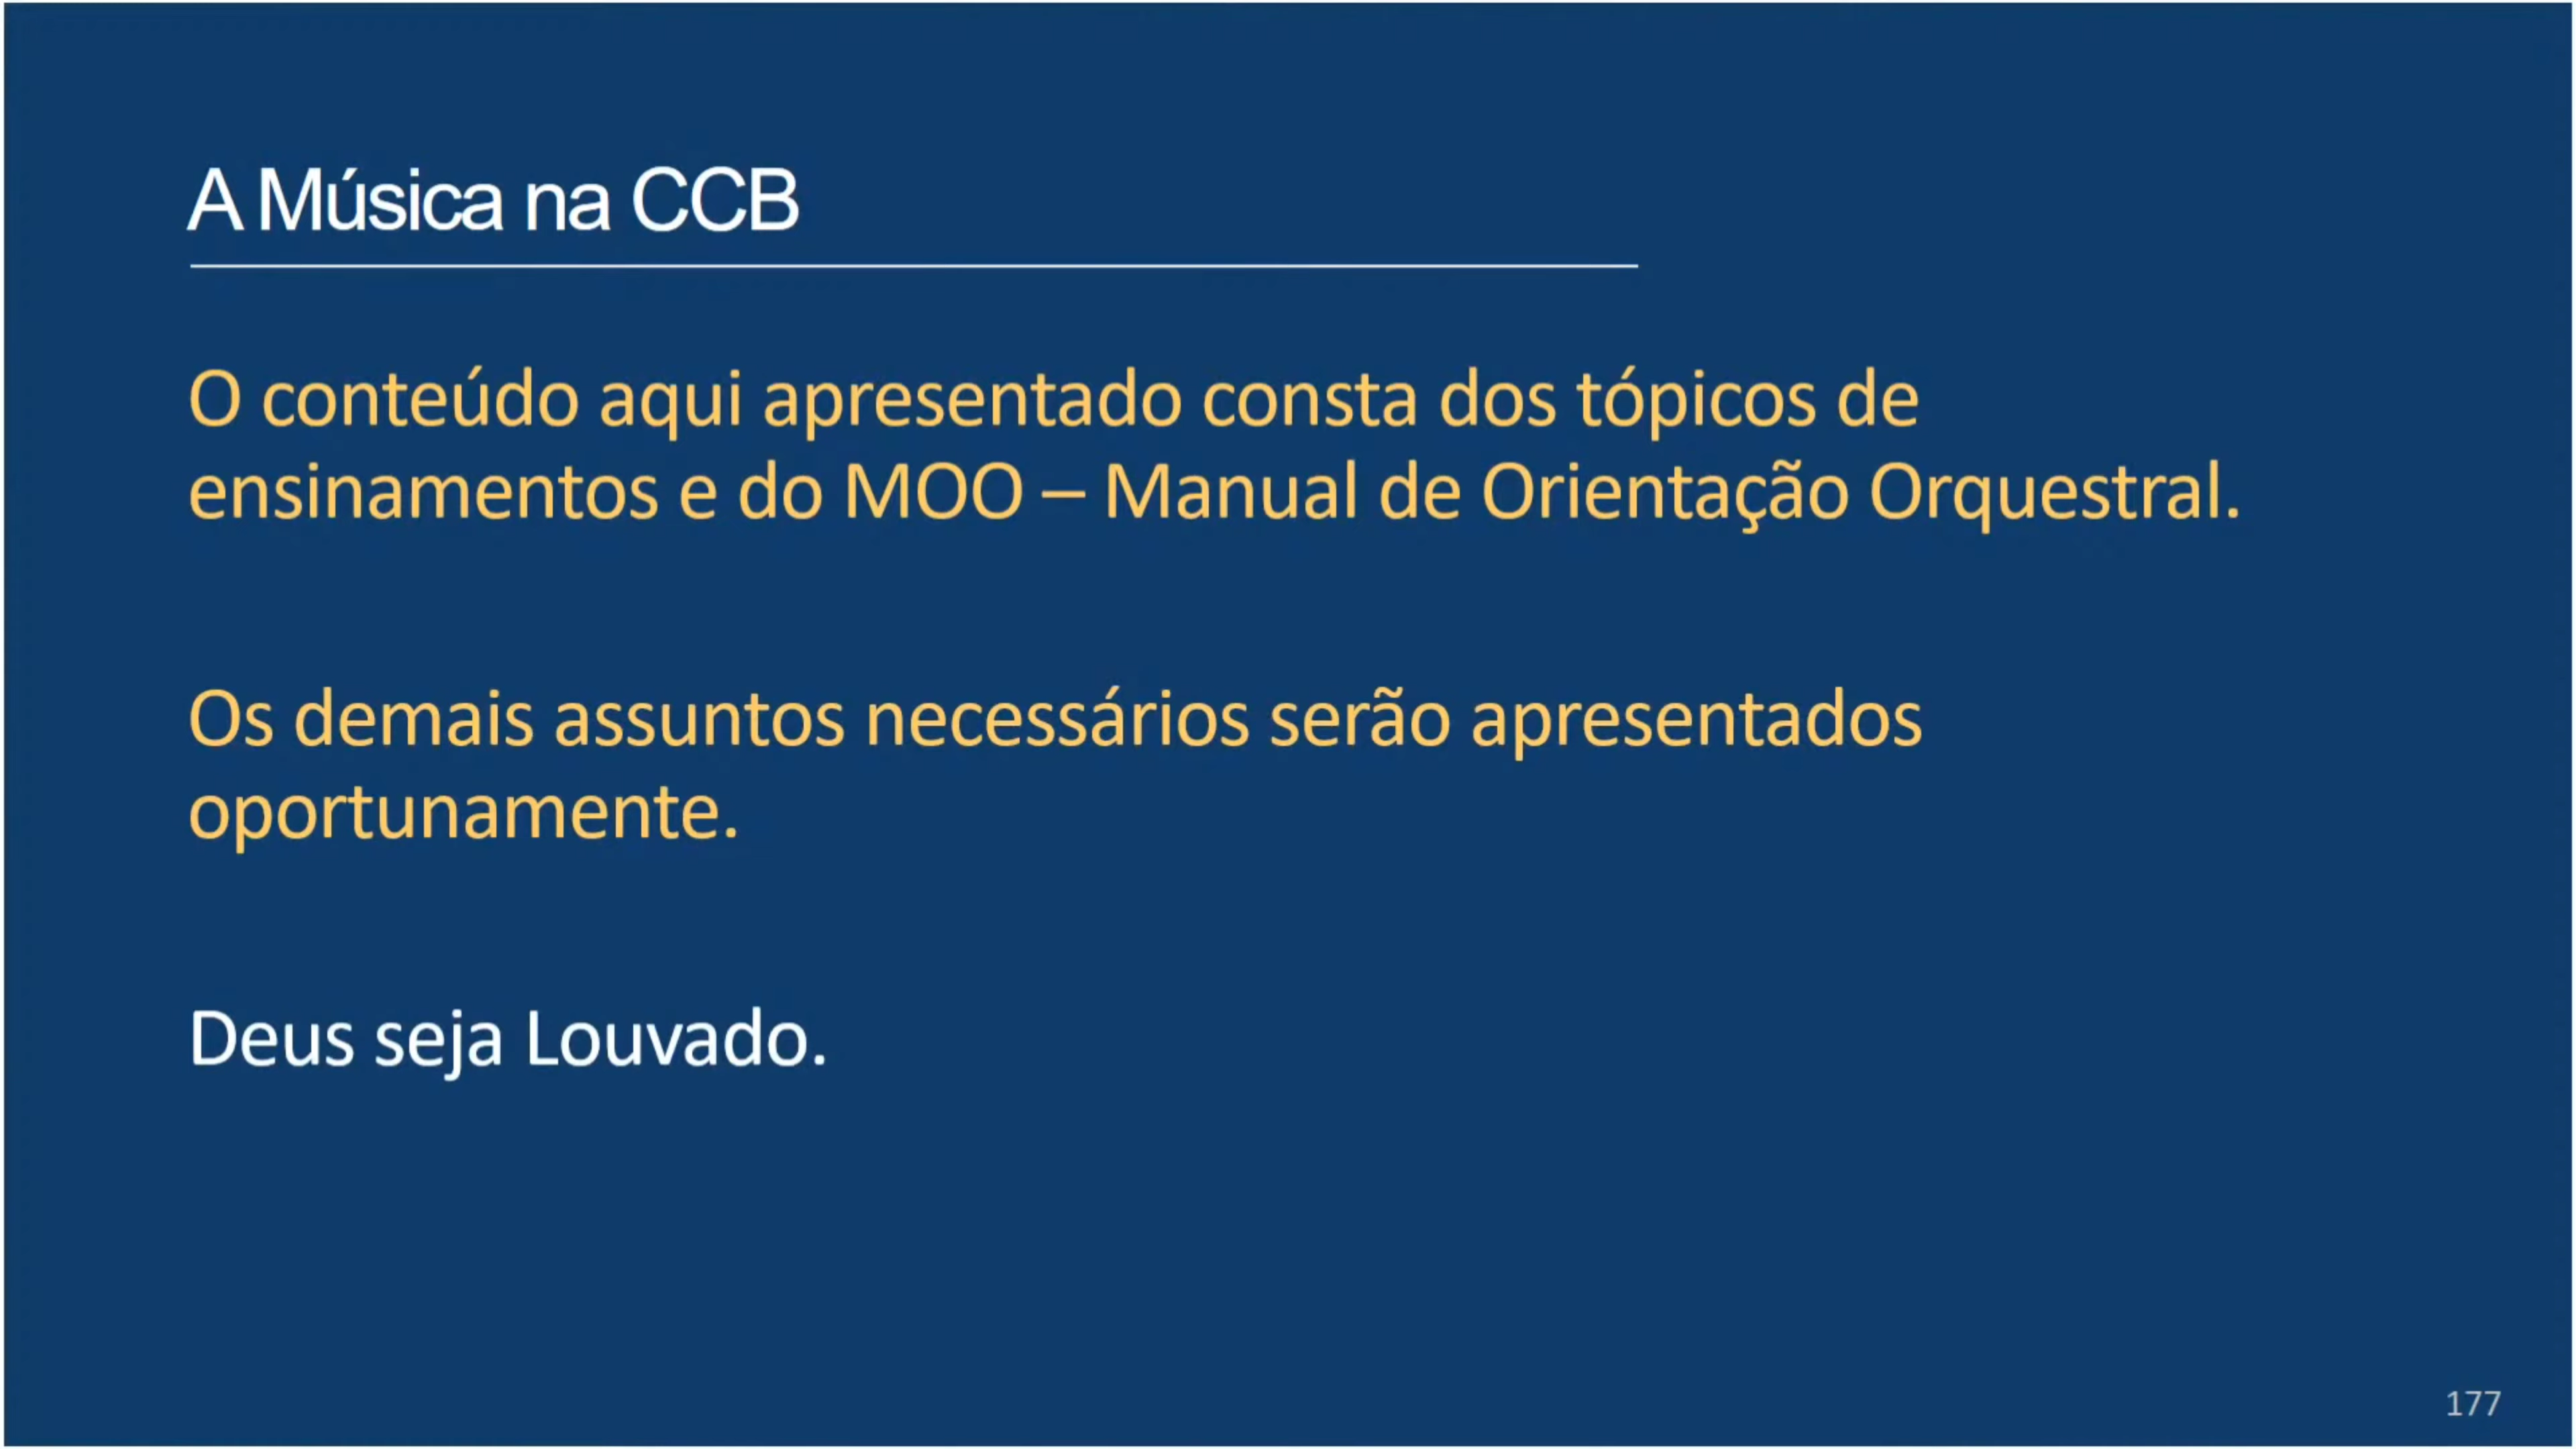 A Música na CCB
O conteúdo aqui apresentado consta dos tópicos de
ensinamentos e do MOO – Manual de Orientação Orquestral.
Os demais assuntos necessários serão apresentados
oportunamente.
Deus seja Louvado.
177